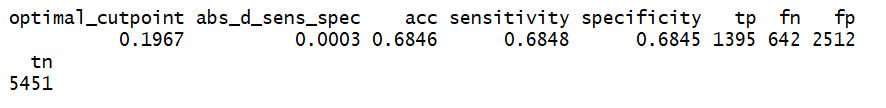 optimal_cutpoint abs_d_sens_spec acc sensitivity specificity tp fn fp
0.1967 0.0003 0.6846 0.6848 0.6845 1395 642 2512
tn
5451